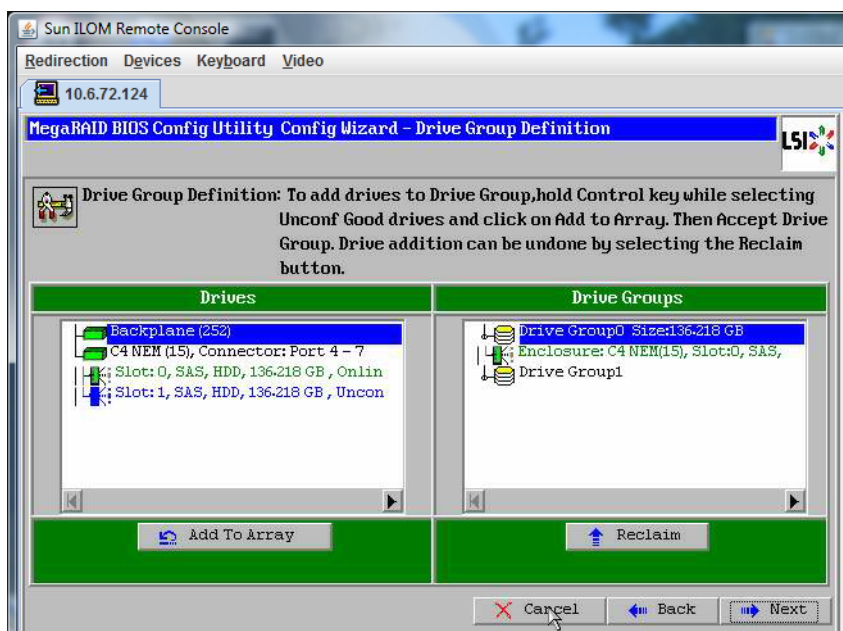 Sun ILOM Remote Console
Redirection Devices Keyboard Video
10.6.72.124
MegaRAID BIOS Config Utility Config Wizard - Drive Group Definition
LSI
Drive Group Definition: To add drives to Drive Group,hold Control key while selecting
Unconf Good drives and click on Add to Array. Then Accept Drive
Group. Drive addition can be undone by selecting the Reclaim
button.
Drives
Drive Groups
Backplane (252)
C4 NEM (15), Connector: Port 4 - 7
Slot: 0, SAS, HDD, 136.218 GB , Onlin
Slot: 1, SAS, HDD, 136.218 GB , Uncon
Drive Group0 Size:136.218 GB
Enclosure: C4 NEM(15), Slot:0, SAS,
Drive Group1
Add To Array
Reclaim
Cancel
Back
Next